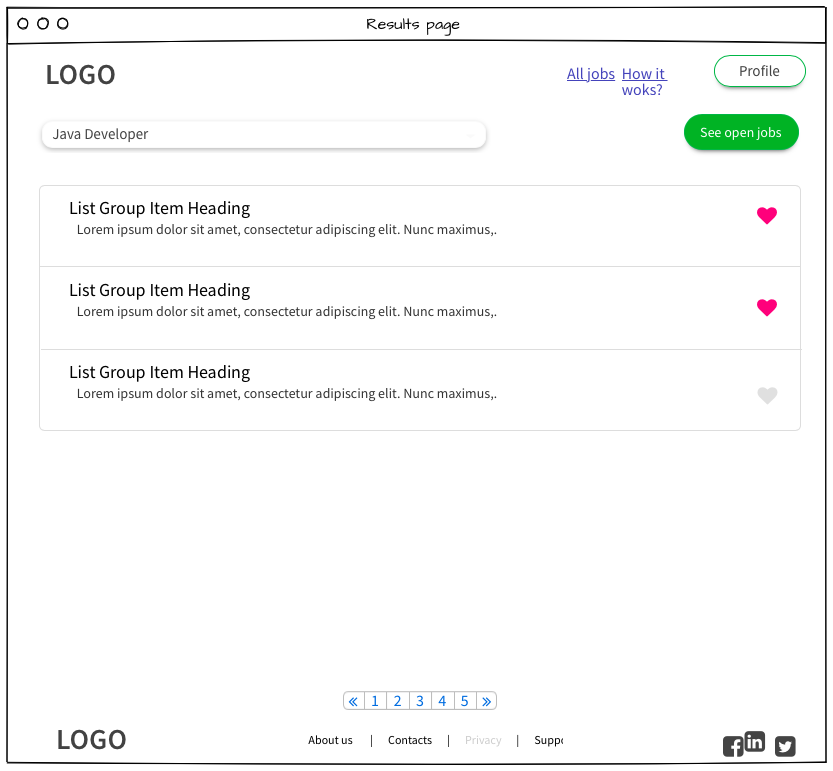 Results page
LOGO
All jobs
How it
woks?
Profile
Java Developer
See open jobs
List Group Item Heading
Lorem ipsum dolor sit amet, consectetur adipiscing elit. Nunc maximus,.
List Group Item Heading
Lorem ipsum dolor sit amet, consectetur adipiscing elit. Nunc maximus,.
List Group Item Heading
Lorem ipsum dolor sit amet, consectetur adipiscing elit. Nunc maximus,.
« 1 2 3 4 5 »
LOGO
About us | Contacts | Privacy | Suppo